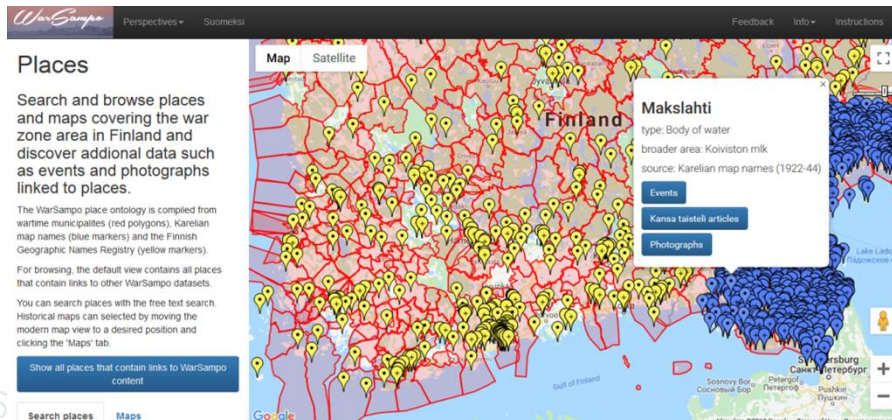 WarSampo
Perspectives
Suomeksi
Feedback
Info
Instructions
Places
Search and browse places
and maps covering the war
zone area in Finland and
discover addional data such
as events and photographs
linked to places.
The WarSampo place ontology is compiled from
wartime municipalites (red polygons), Karelian
map names (blue markers) and the Finnish
Geographic Names Registry (yellow markers).
For browsing, the default view contains all places
that contain links to other WarSampo datasets.
You can search places with the free text search.
Historical maps can selected by moving the
modern map view to a desired position and
clicking the 'Maps' tab.
Show all places that contain links to WarSampo
content
Search places
Maps
Map
Satellite
Finland
Makslahti
type: Body of water
broader area: Koiviston mlk
source: Karelian map names (1922-44)
Events
Kansa taisteli articles
Photographs
Gulf of Finland
Sosnovy Bor
Petergof
Петергоф
Pushkin
Пушкин
Google